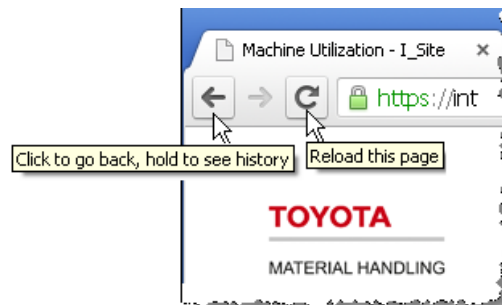 Machine Utilization - I_Site
https://int
Click to go back, hold to see history
Reload this page
TOYOTA
MATERIAL HANDLING